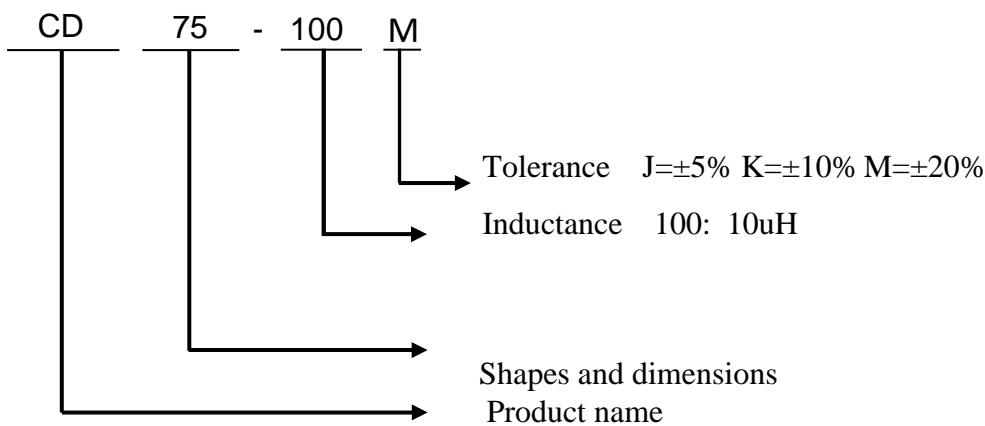 CD 75 - 100 M
Tolerance J=±5% K=±10% M=±20%
Inductance 100: 10uH
Shapes and dimensions
Product name